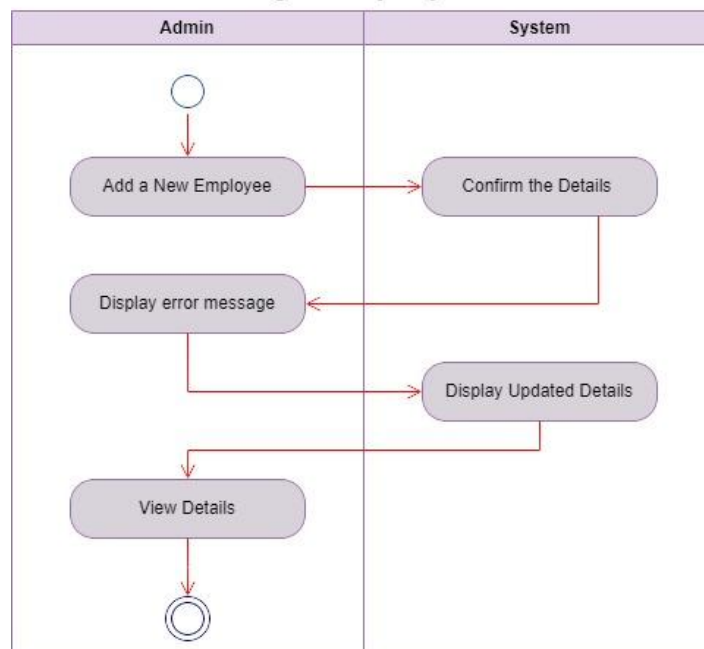 Admin
System
Add a New Employee
Confirm the Details
Display error message
Display Updated Details
View Details